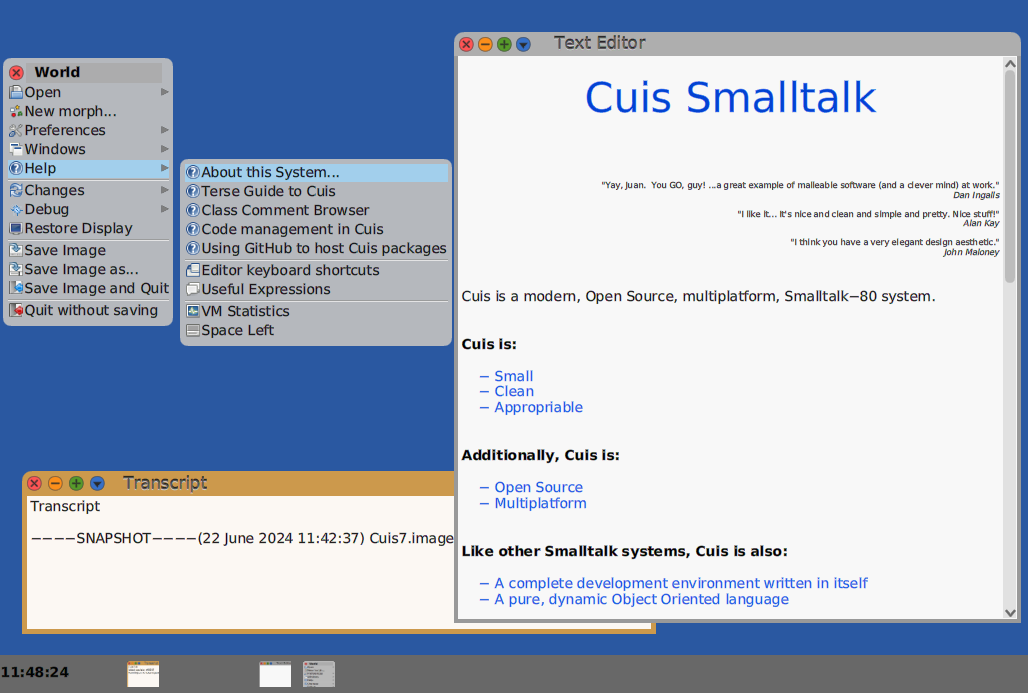 World
Open
New morph...
Preferences
Windows
Help
Changes
Debug
Restore Display
Save Image
Save Image as...
Save Image and Quit
Quit without saving
About this System...
Terse Guide to Cuis
Class Comment Browser
Code management in Cuis
Using GitHub to host Cuis packages
Editor keyboard shortcuts
Useful Expressions
VM Statistics
Space Left
Text Editor
Cuis Smalltalk
"Yay, Juan.  You GO, guy! ...a great example of malleable software (and a clever mind) at work."
Dan Ingalls
"I like it... It's nice and clean and simple and pretty. Nice stuff!"
Alan Kay
"I think you have a very elegant design aesthetic."
John Maloney
Cuis is a modern, Open Source, multiplatform, Smalltalk−80 system.
Cuis is:
− Small
− Clean
− Appropriable
Additionally, Cuis is:
− Open Source
− Multiplatform
Like other Smalltalk systems, Cuis is also:
− A complete development environment written in itself
− A pure, dynamic Object Oriented language
Transcript
Transcript
−−−−SNAPSHOT−−−−(22 June 2024 11:42:37) Cuis7.image
11:48:24